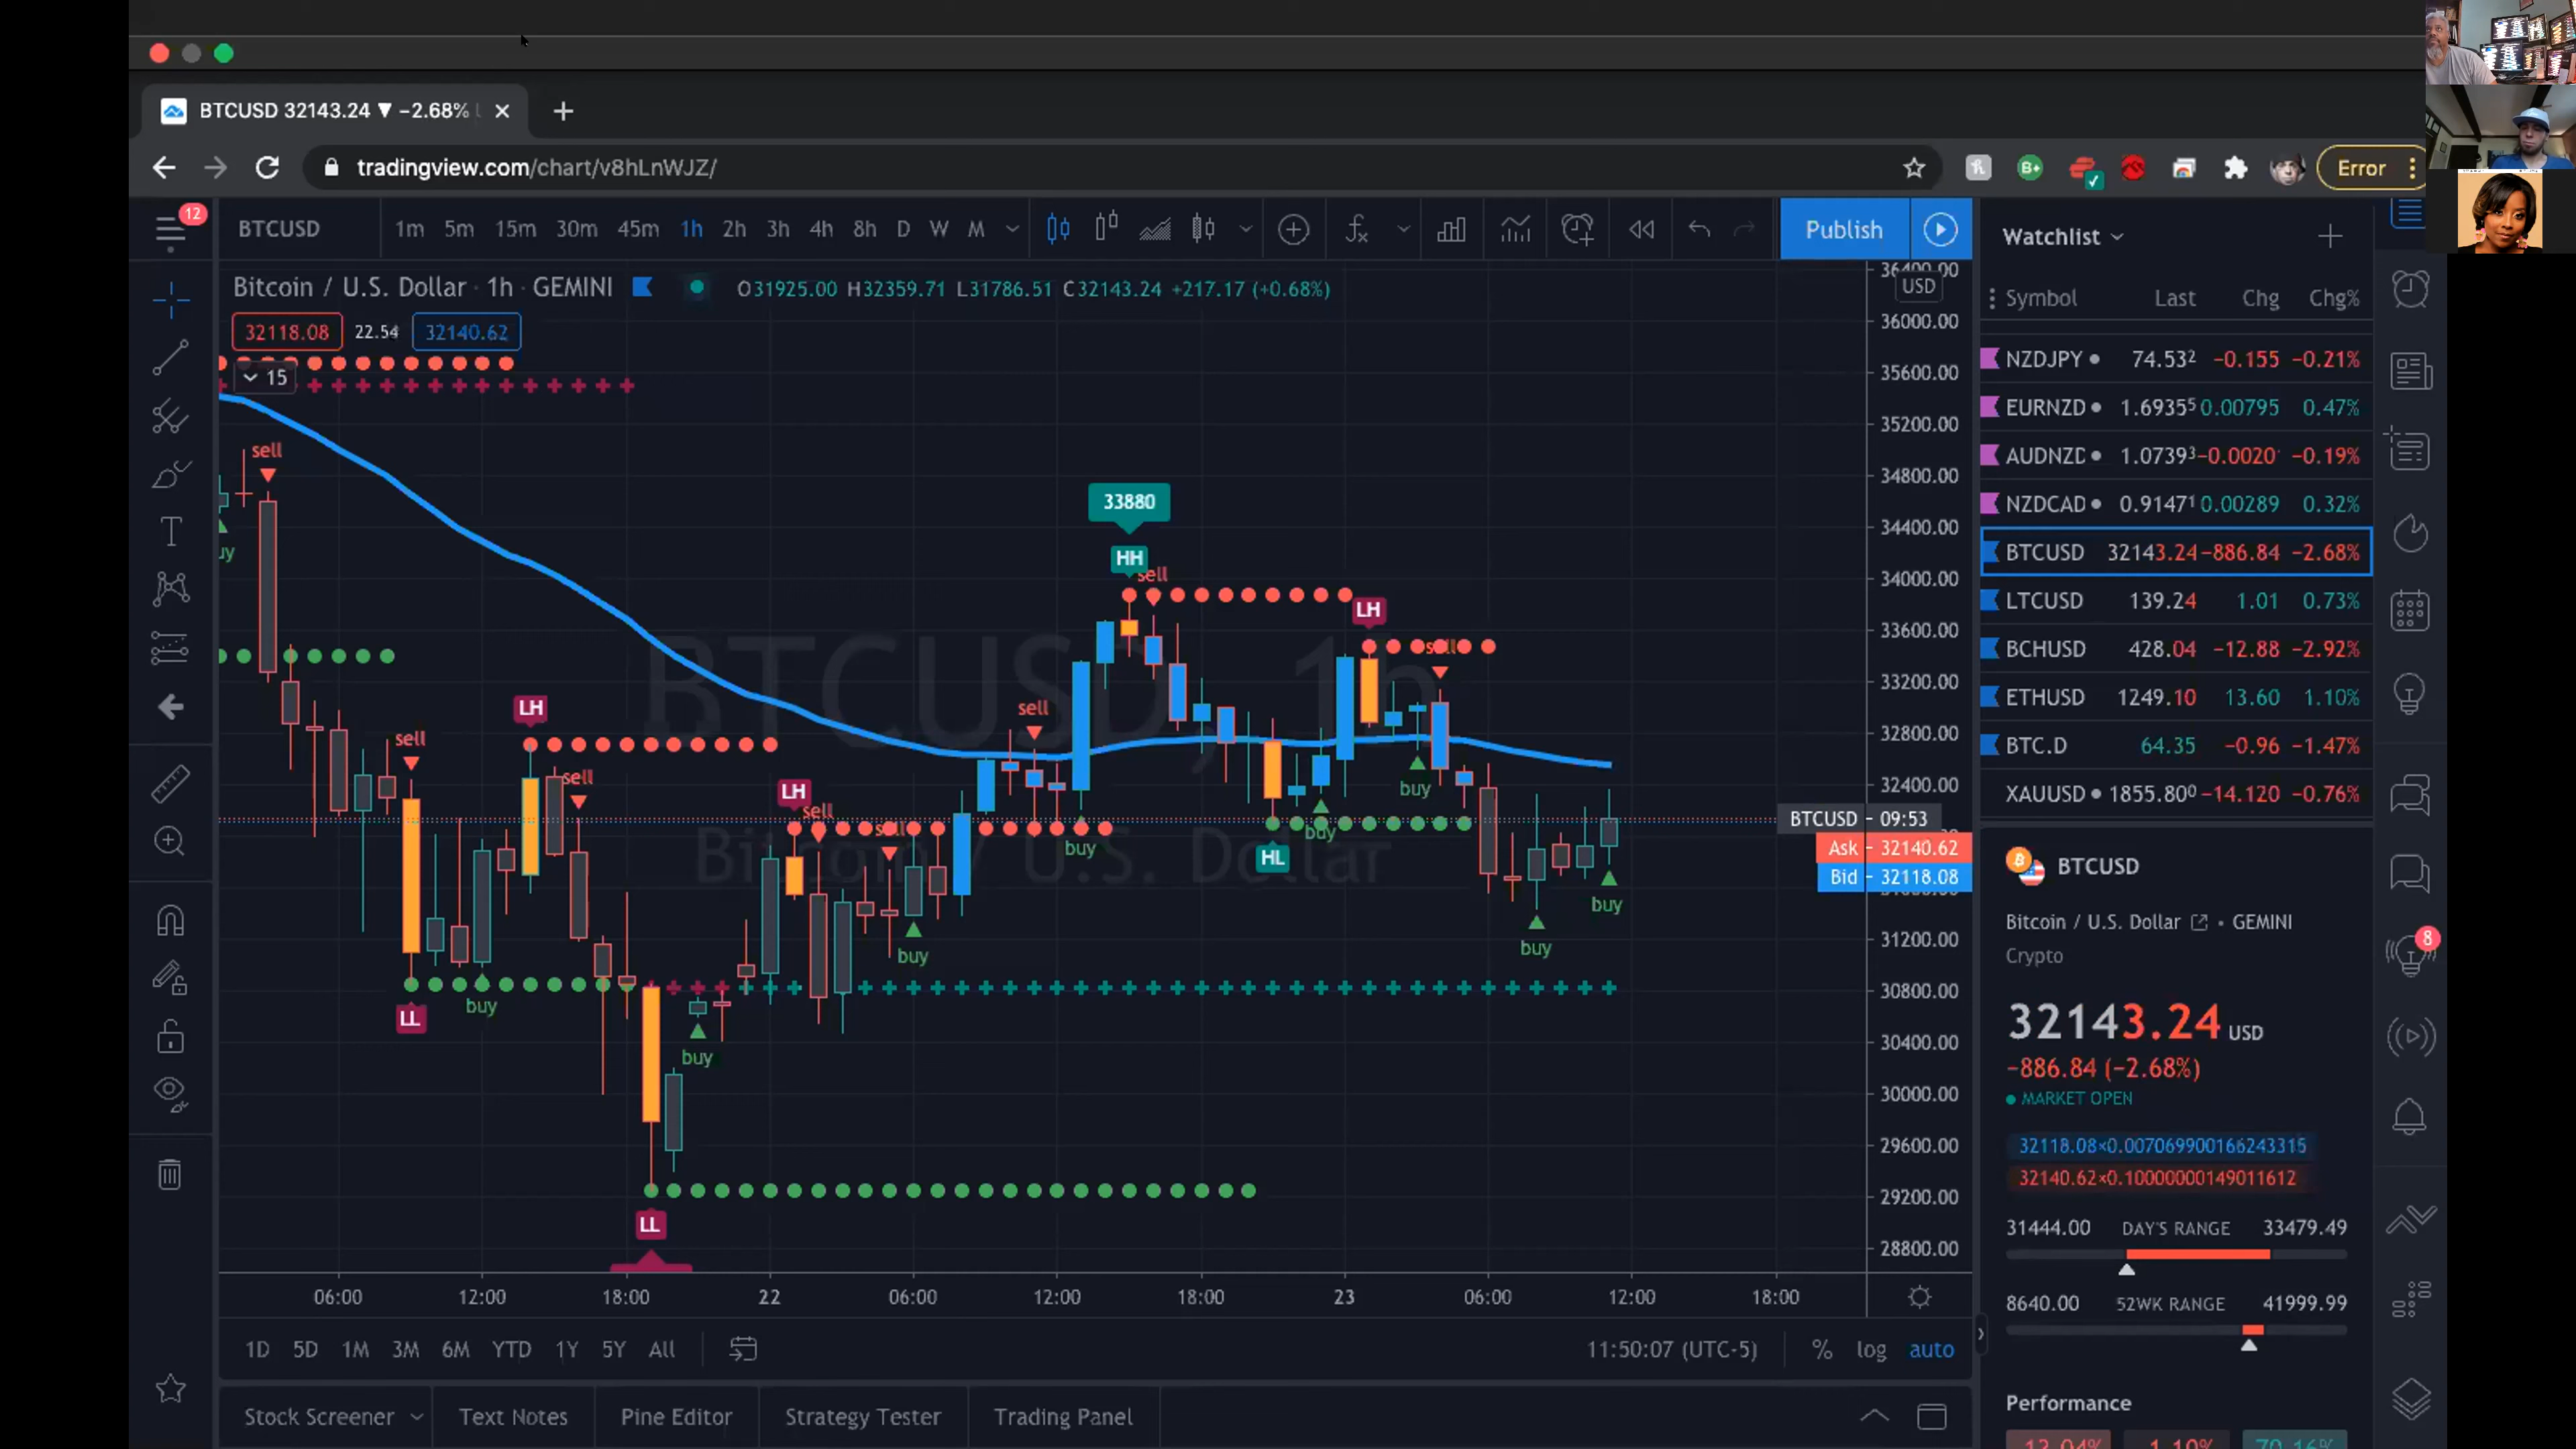 BTCUSD 32143.24 ▼ −2.68%
tradingview.com/chart/v8hLnWJZ/
Error
12
BTCUSD 1m 5m 15m 30m 45m 1h 2h 3h 4h 8h D W M Publish
Bitcoin / U.S. Dollar · 1h · GEMINI O31925.00 H32359.71 L31786.51 C32143.24 +217.17 (+0.68%)
32118.08 22.54 32140.62
15
USD
36400.00
36000.00
35600.00
35200.00
34800.00
34400.00
34000.00
33600.00
33200.00
32800.00
32400.00
BTCUSD 09:53
Ask 32140.62
Bid 32118.08
31200.00
30800.00
30400.00
30000.00
29600.00
29200.00
28800.00
BTCUSD, 1h
Bitcoin / U.S. Dollar
sell
sell
LL
buy
LH
sell
LL
buy
LH
sell
sell
buy
sell
buy
33880
HH
sell
HL
buy
LH
sell
buy
buy
buy
06:00 12:00 18:00 22 06:00 12:00 18:00 23 06:00 12:00 18:00
1D 5D 1M 3M 6M YTD 1Y 5Y All 11:50:07 (UTC-5) % log auto
Stock Screener Text Notes Pine Editor Strategy Tester Trading Panel
Watchlist
Symbol Last Chg Chg%
NZDJPY 74.532 −0.155 −0.21%
EURNZD 1.69355 0.00795 0.47%
AUDNZD 1.07393 −0.0020 −0.19%
NZDCAD 0.91471 0.00289 0.32%
BTCUSD 32143.24 −886.84 −2.68%
LTCUSD 139.24 1.01 0.73%
BCHUSD 428.04 −12.88 −2.92%
ETHUSD 1249.10 13.60 1.10%
BTC.D 64.35 −0.96 −1.47%
XAUUSD 1855.800 −14.120 −0.76%
BTCUSD
Bitcoin / U.S. Dollar • GEMINI
Crypto
8
32143.24 USD
−886.84 (−2.68%)
MARKET OPEN
32118.08×0.007069900166243315
32140.62×0.10000000149011612
31444.00 DAY'S RANGE 33479.49
8640.00 52WK RANGE 41999.99
Performance